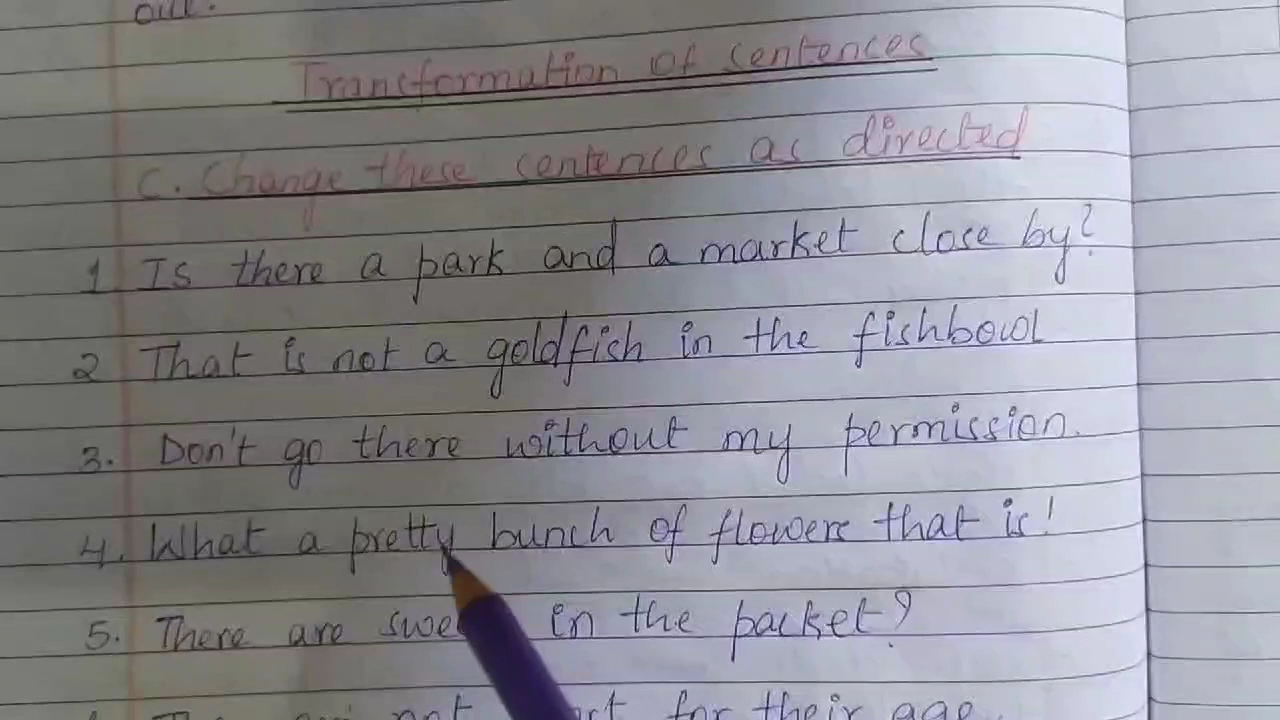 out.
Transformation of sentences
C. Change these sentences as directed
1 Is there a park and a market close by?
2 That is not a goldfish in the fishbowl
3. Don't go there without my permission.
4. What a pretty bunch of flowers that is!
5. There are in the packet?
not for their age.